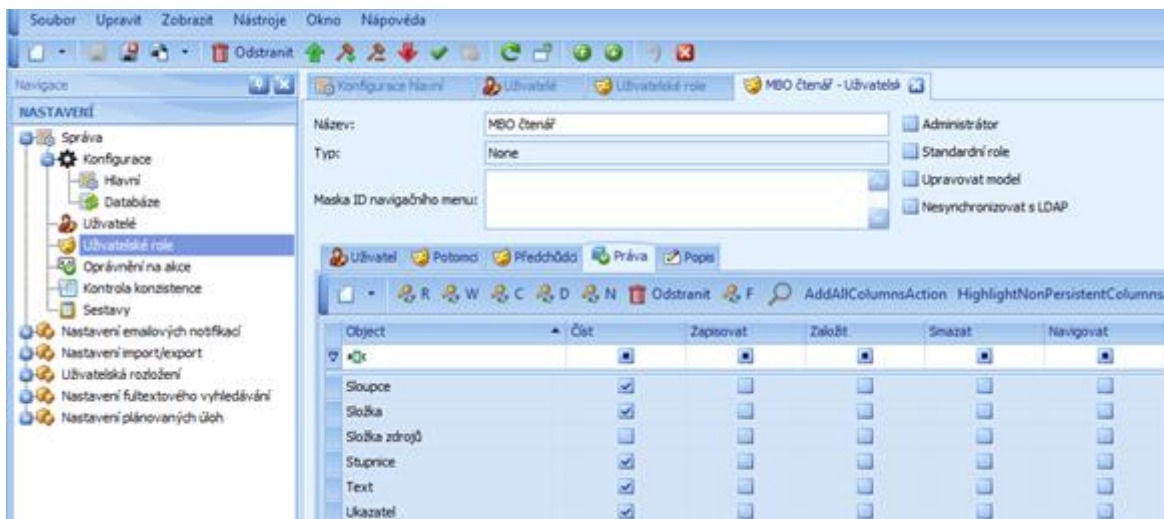 Soubor Upravit Zobrazit Nástroje Okno Nápověda
Odstranit
Navigace
NASTAVENÍ
Správa
Konfigurace
Hlavní
Databáze
Uživatelé
Uživatelské role
Oprávnění na akce
Kontrola konzistence
Sestavy
Nastavení emailových notifikací
Nastavení import/export
Uživatelská rozložení
Nastavení fultextového vyhledávání
Nastavení plánovaných úloh
Konfigurace hlavní Uživatelé Uživatelské role MBO čtenář - Uživatelsk
Název: MBO čtenář Administrátor
Typ: None Standardní role
Upravovat model
Maska ID navigačního menu: Nesynchronizovat s LDAP
Uživatel Potomci Předchůdci Práva Popis
R W C D N Odstranit F AddAllColumnsAction HighlightNonPersistentColumns
Object Číst Zapisovat Založit Smazat Navigovat
Sloupce
Složka
Složka zdrojů
Stupnice
Text
Ukazatel